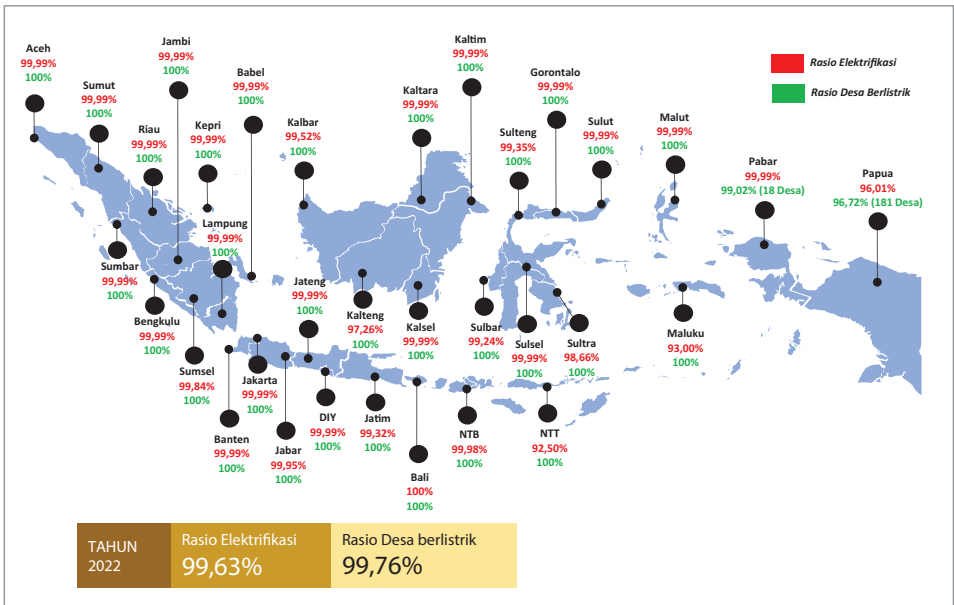 Aceh
99,99%
100%
Sumut
99,99%
100%
Jambi
99,99%
100%
Riau
99,99%
100%
Kepri
99,99%
100%
Babel
99,99%
100%
Kalbar
99,52%
100%
Kaltara
99,99%
100%
Kaltim
99,99%
100%
Sulteng
99,35%
100%
Gorontalo
99,99%
100%
Sulut
99,99%
100%
Malut
99,99%
100%
Rasio Elektrifikasi
Rasio Desa Berlistrik
Pabar
99,99%
99,02% (18 Desa)
Papua
96,01%
96,72% (181 Desa)
Lampung
99,99%
100%
Sumbar
99,99%
100%
Bengkulu
99,99%
100%
Sumsel
99,84%
100%
Banten
99,99%
100%
Jakarta
99,99%
100%
Jabar
99,95%
100%
Jateng
99,99%
100%
DIY
99,99%
100%
Jatim
99,32%
100%
Kalteng
97,26%
100%
Kalsel
99,99%
100%
Bali
100%
100%
Sulbar
99,24%
100%
NTB
99,98%
100%
Sulsel
99,99%
100%
Sultra
98,66%
100%
NTT
92,50%
100%
Maluku
93,00%
100%
TAHUN
2022
Rasio Elektrifikasi
99,63%
Rasio Desa berlistrik
99,76%